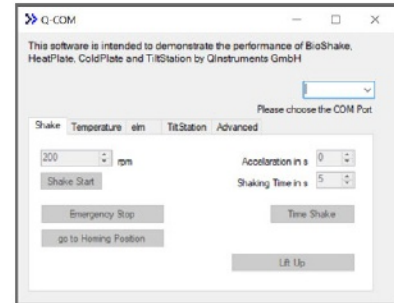 Q-COM
This software is intended to demonstrate the performance of BioShake,
HeatPlate, ColdPlate and TiltStation by QInstruments GmbH
Please choose the COM Port
Shake Temperature elm TiltStation Advanced
200 rpm Accelaration in s 0
Shake Start Shaking Time in s 5
Emergency Stop Time Shake
go to Homing Position
Lift Up